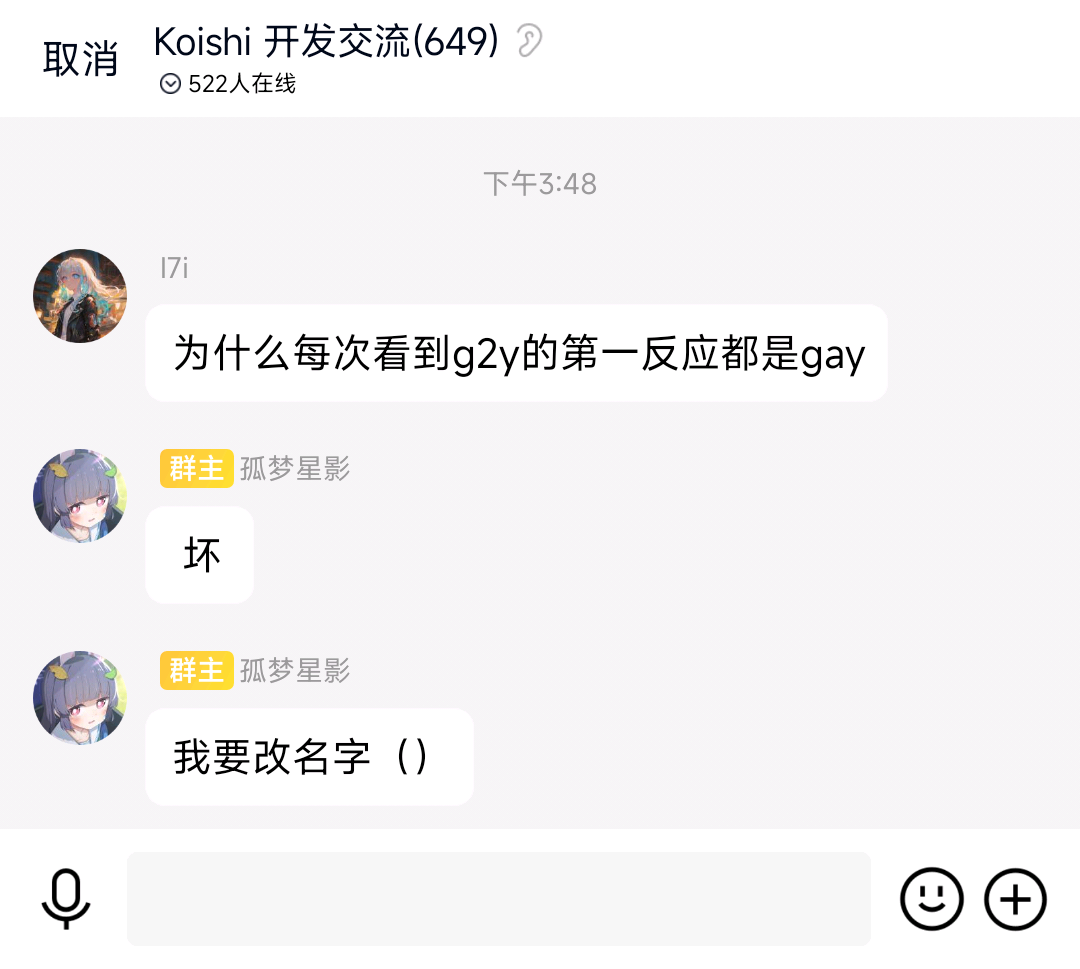 取消
Koishi 开发交流(649)
522人在线
下午3:48
l7i
为什么每次看到g2y的第一反应都是gay
群主 孤梦星影
坏
群主 孤梦星影
我要改名字（）